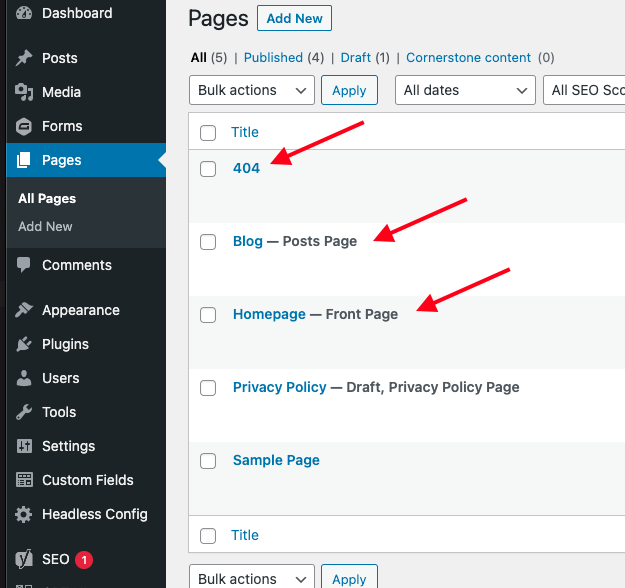 Dashboard
Posts
Media
Forms
Pages
All Pages
Add New
Comments
Appearance
Plugins
Users
Tools
Settings
Custom Fields
Headless Config
SEO 1
Pages Add New
All (5) | Published (4) | Draft (1) | Cornerstone content (0)
Bulk actions Apply All dates All SEO Sco
Title
404
Blog — Posts Page
Homepage — Front Page
Privacy Policy — Draft, Privacy Policy Page
Sample Page
Title
Bulk actions Apply